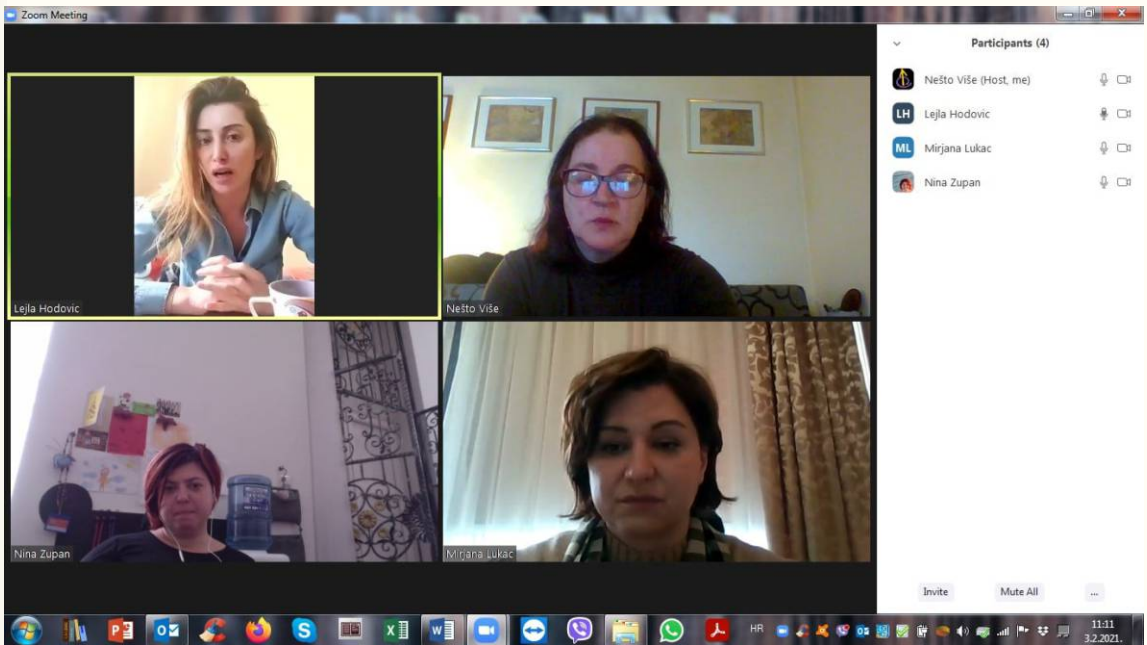 Zoom Meeting
Lejla Hodovic
Nešto Više
Nina Zupan
Mirjana Lukac
Participants (4)
Nešto Više (Host, me)
LH Lejla Hodovic
ML Mirjana Lukac
Nina Zupan
Invite Mute All ...
HR
11:11
3.2.2021.